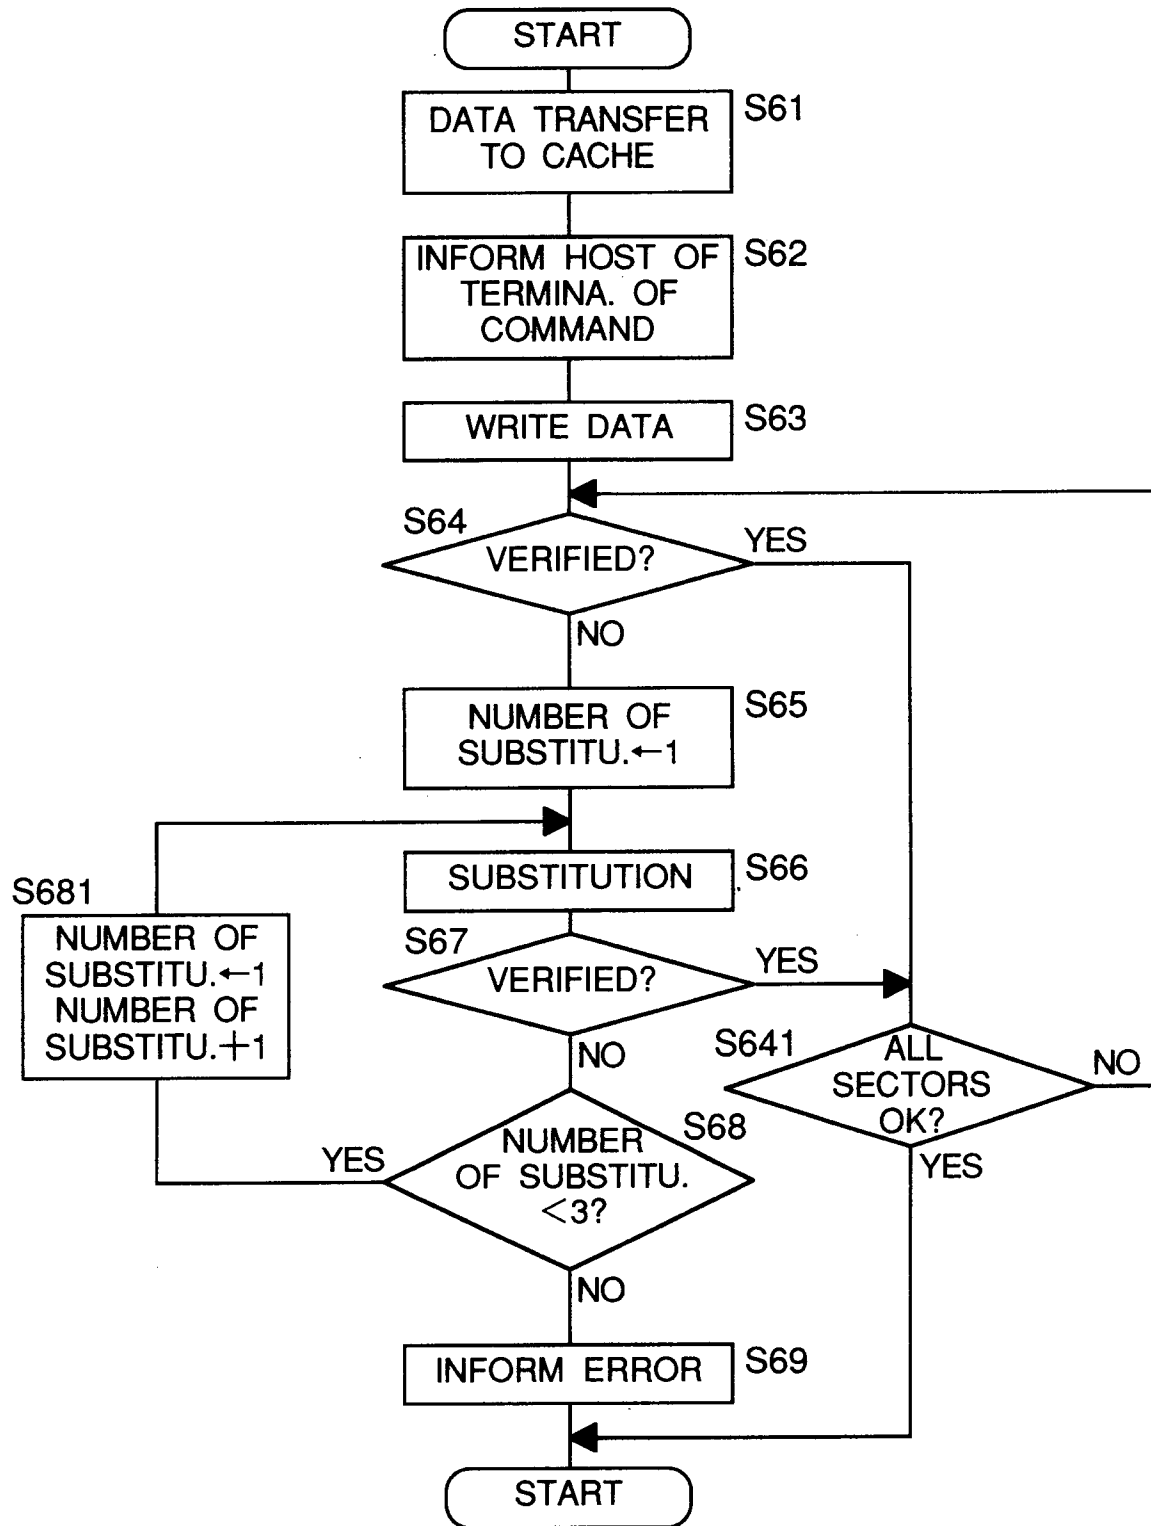 START
S61
DATA TRANSFER
TO CACHE
S62
INFORM HOST OF
TERMINA. OF
COMMAND
S63
WRITE DATA
S64
VERIFIED?
YES
NO
S65
NUMBER OF
SUBSTITU.←1
S66
SUBSTITUTION
S681
NUMBER OF
SUBSTITU.←1
NUMBER OF
SUBSTITU.+1
S67
VERIFIED?
YES
NO
S641
ALL
SECTORS
OK?
NO
YES
S68
NUMBER
OF SUBSTITU.
<3?
YES
NO
S69
INFORM ERROR
START